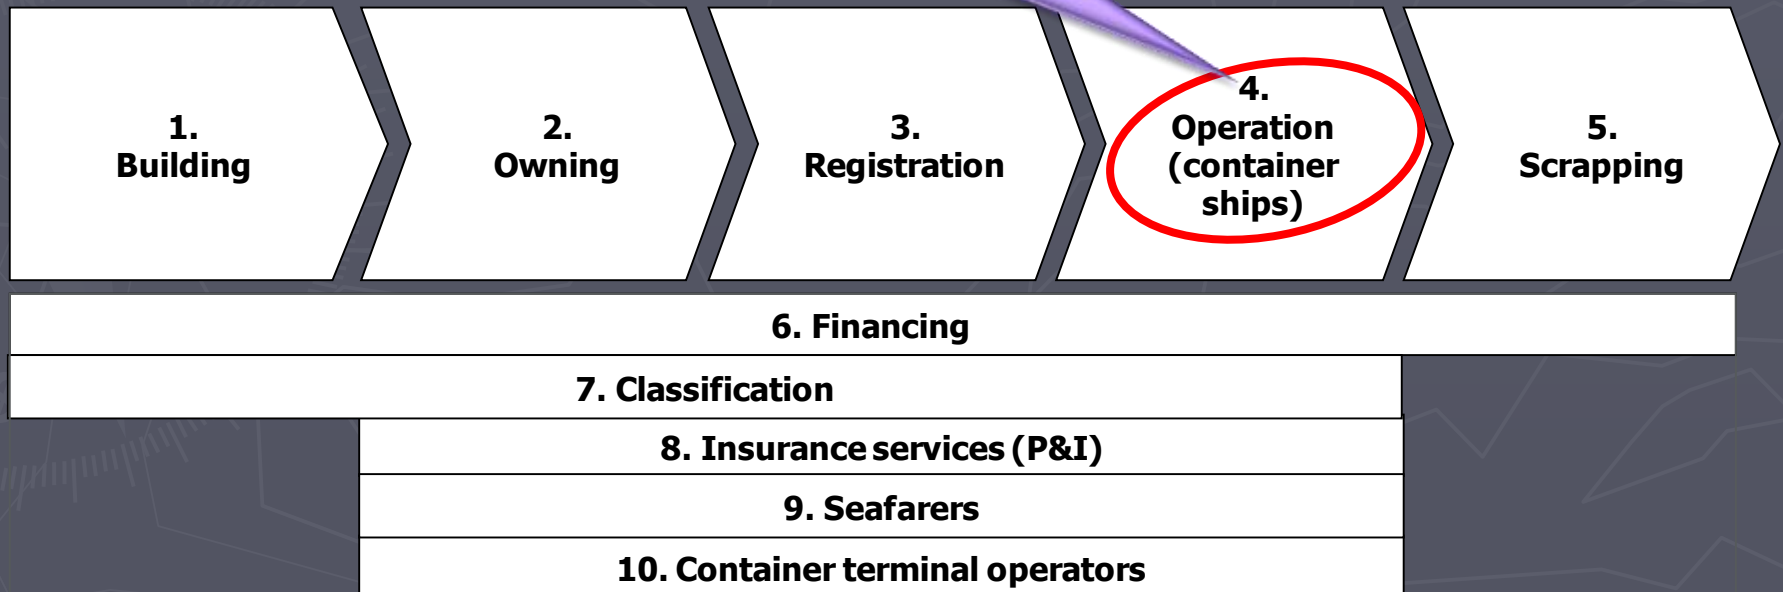 1.
Building
2.
Owning
3.
Registration
4.
Operation
(container
ships)
5.
Scrapping
6. Financing
7. Classification
8. Insurance services (P&I)
9. Seafarers
10. Container terminal operators